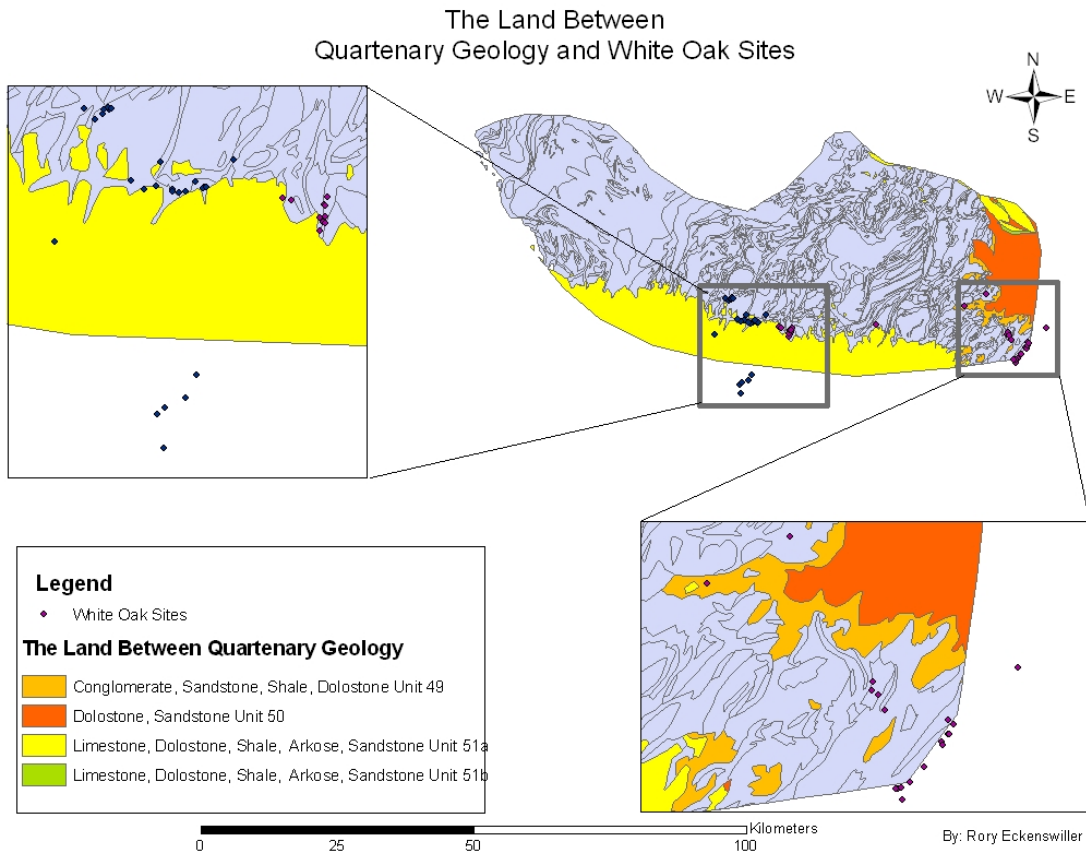 The Land Between
Quartenary Geology and White Oak Sites
N
W E
S
Legend
White Oak Sites
The Land Between Quartenary Geology
Conglomerate, Sandstone, Shale, Dolostone Unit 49
Dolostone, Sandstone Unit 50
Limestone, Dolostone, Shale, Arkose, Sandstone Unit 51a
Limestone, Dolostone, Shale, Arkose, Sandstone Unit 51b
Kilometers
0 25 50 100
By: Rory Eckenswiller